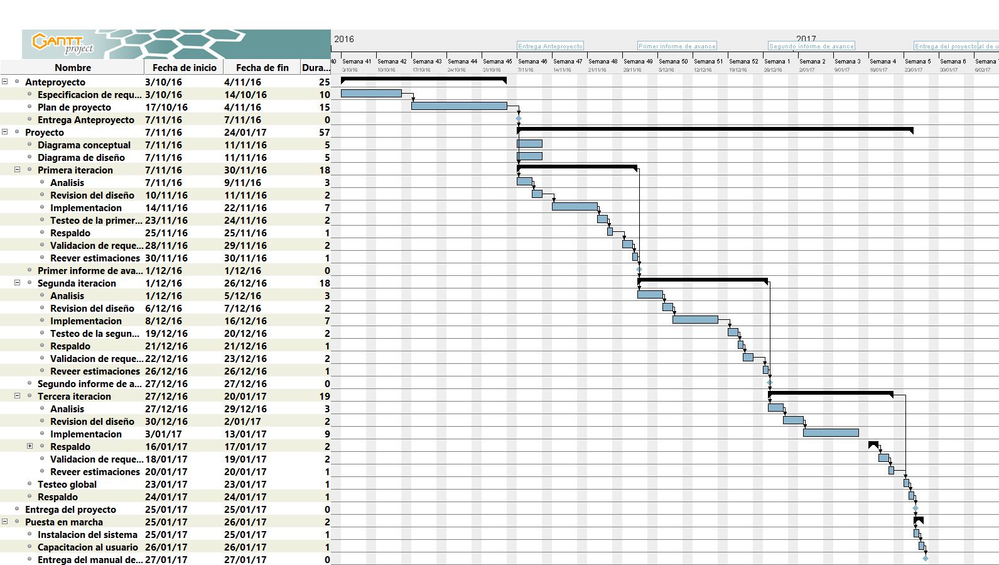 GANTT
project
2016
2017
Entrega Anteproyecto
Primer informe de avance
Segundo informe de avance
Entrega del proyecto
al de u
Nombre Fecha de inicio Fecha de fin Dura...
40 Semana 41 Semana 42 Semana 43 Semana 44 Semana 45 Semana 46 Semana 47 Semana 48 Semana 49 Semana 50 Semana 51 Semana 52 Semana 1 Semana 2 Semana 3 Semana 4 Semana 5 Semana 6 Semana
3/10/16 10/10/16 17/10/16 24/10/16 31/10/16 7/11/16 14/11/16 21/11/16 28/11/16 5/12/16 12/12/16 19/12/16 26/12/16 2/01/17 9/01/17 16/01/17 23/01/17 30/01/17 6/02/17
Anteproyecto 3/10/16 4/11/16 25
Especificacion de requ... 3/10/16 14/10/16 10
Plan de proyecto 17/10/16 4/11/16 15
Entrega Anteproyecto 7/11/16 7/11/16 0
Proyecto 7/11/16 24/01/17 57
Diagrama conceptual 7/11/16 11/11/16 5
Diagrama de diseño 7/11/16 11/11/16 5
Primera iteracion 7/11/16 30/11/16 18
Analisis 7/11/16 9/11/16 3
Revision del diseño 10/11/16 11/11/16 2
Implementacion 14/11/16 22/11/16 7
Testeo de la primer... 23/11/16 24/11/16 2
Respaldo 25/11/16 25/11/16 1
Validacion de reque... 28/11/16 29/11/16 2
Reever estimaciones 30/11/16 30/11/16 1
Primer informe de ava... 1/12/16 1/12/16 0
Segunda iteracion 1/12/16 26/12/16 18
Analisis 1/12/16 5/12/16 3
Revision del diseño 6/12/16 7/12/16 2
Implementacion 8/12/16 16/12/16 7
Testeo de la segun... 19/12/16 20/12/16 2
Respaldo 21/12/16 21/12/16 1
Validacion de reque... 22/12/16 23/12/16 2
Reveer estimaciones 26/12/16 26/12/16 1
Segundo informe de a... 27/12/16 27/12/16 0
Tercera iteracion 27/12/16 20/01/17 19
Analisis 27/12/16 29/12/16 3
Revision del diseño 30/12/16 2/01/17 2
Implementacion 3/01/17 13/01/17 9
Respaldo 16/01/17 17/01/17 2
Validacion de reque... 18/01/17 19/01/17 2
Reveer estimaciones 20/01/17 20/01/17 1
Testeo global 23/01/17 23/01/17 1
Respaldo 24/01/17 24/01/17 1
Entrega del proyecto 25/01/17 25/01/17 0
Puesta en marcha 25/01/17 26/01/17 2
Instalacion del sistema 25/01/17 25/01/17 1
Capacitacion al usuario 26/01/17 26/01/17 1
Entrega del manual de... 27/01/17 27/01/17 0